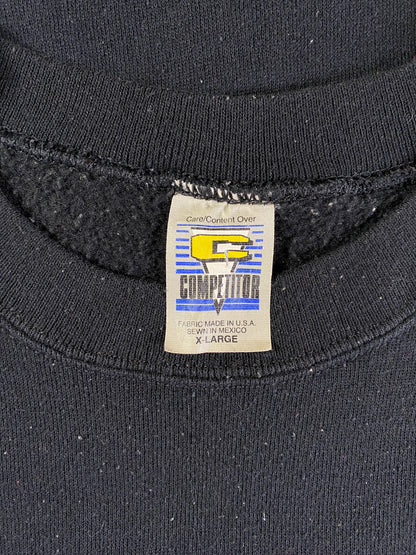 Care/Content Over
C
COMPETITOR
FABRIC MADE IN U.S.A.
SEWN IN MEXICO
X-LARGE